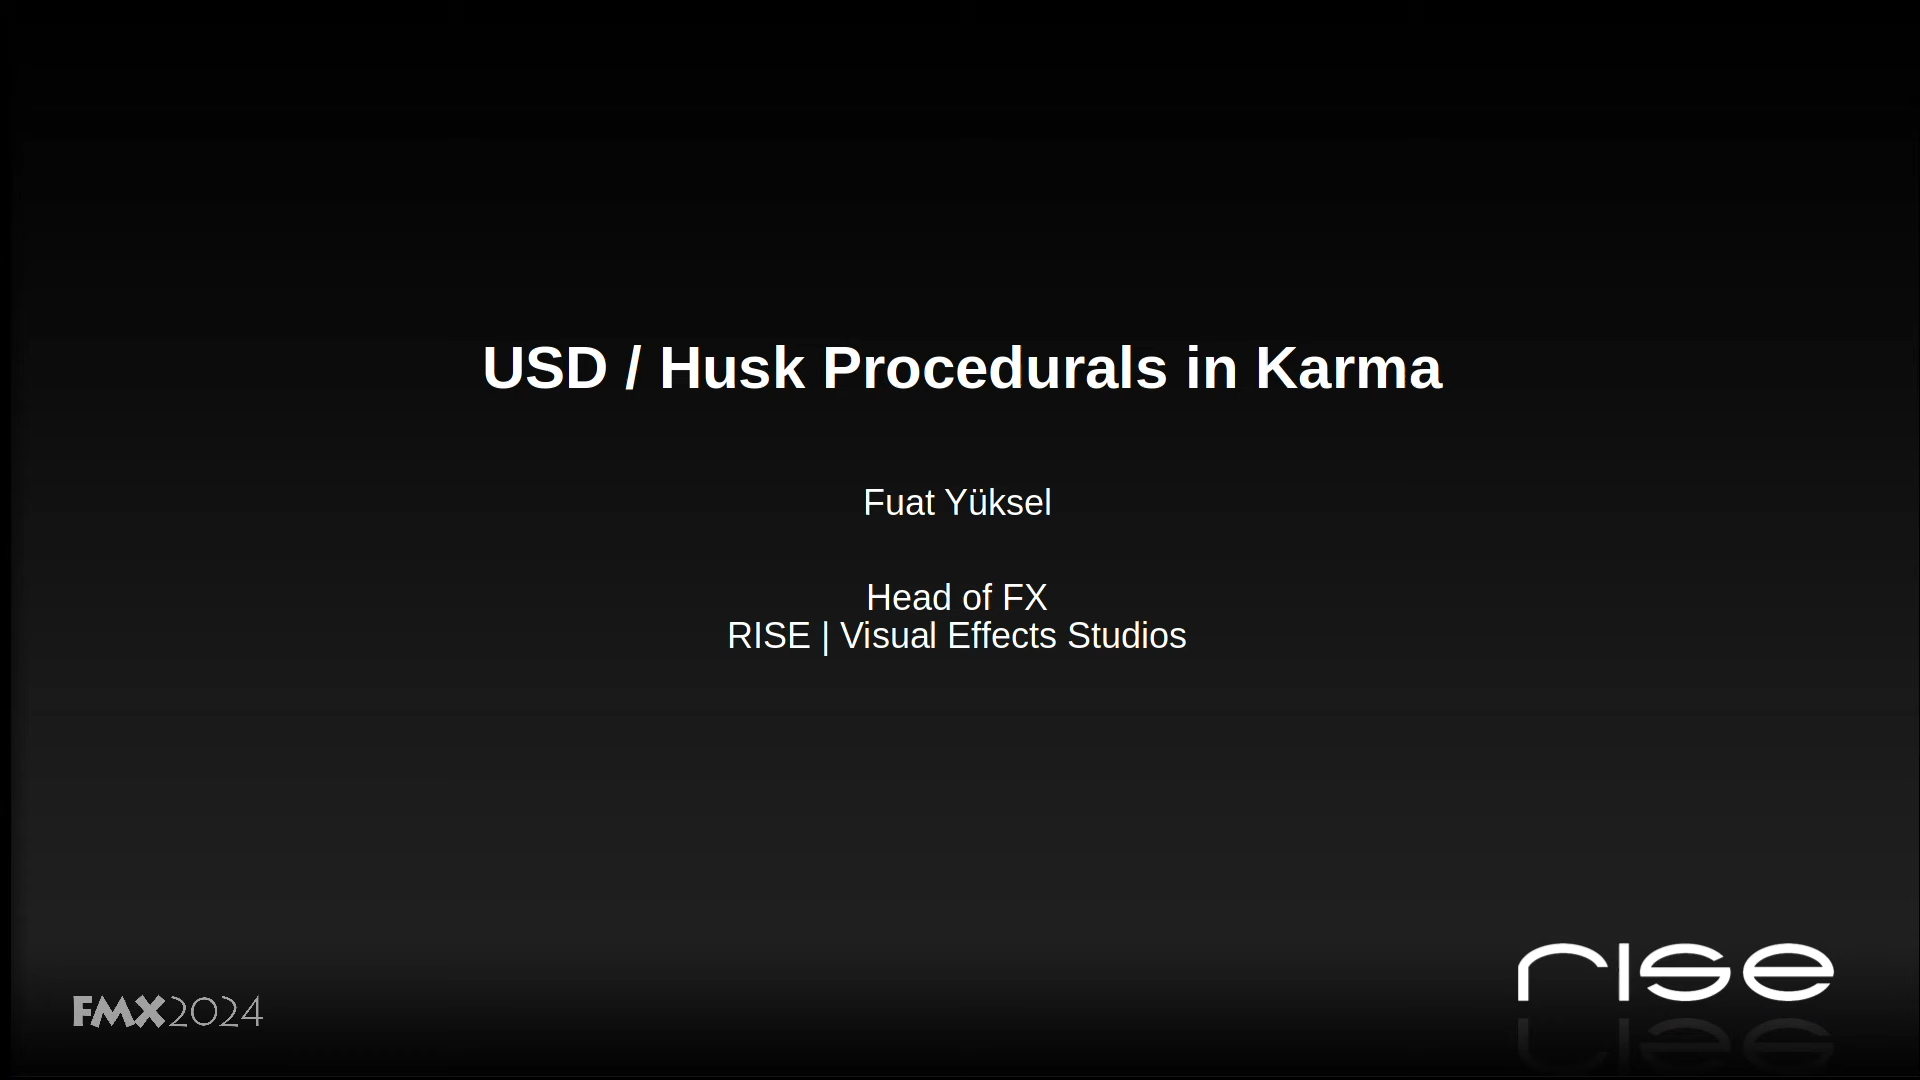 USD / Husk Procedurals in Karma
Fuat Yüksel
Head of FX
RISE | Visual Effects Studios
FMX2024
rise